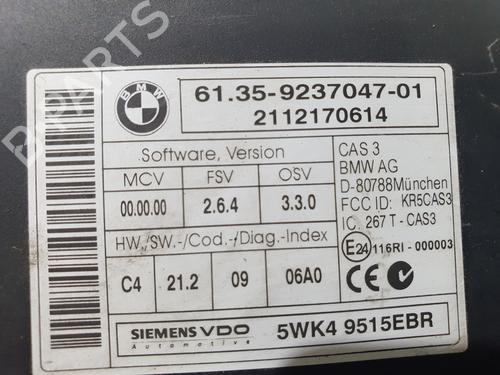 B-PARTS
BMW
61.35-9237047-01
2112170614
Software, Version
MCV FSV OSV
00.00.00 2.6.4 3.3.0
HW./SW.-/Cod.-/Diag.-Index
C4 21.2 09 06A0
CAS 3
BMW AG
D-80788München
FCC ID: KR5CAS3
IC: 267T-CAS3
E24 116RI-000003
CE
SIEMENS VDO
Automotive
5WK4 9515EBR